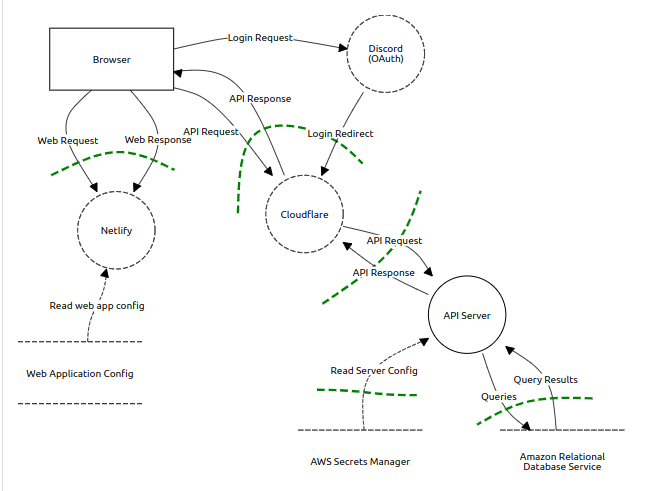 Login Request
Discord
(OAuth)
Browser
API Response
API Request
Login Redirect
Web Request
Web Response
Cloudflare
Netlify
API Request
API Response
Read web app config
API Server
Web Application Config
Read Server Config
Query Results
Queries
AWS Secrets Manager
Amazon Relational
Database Service